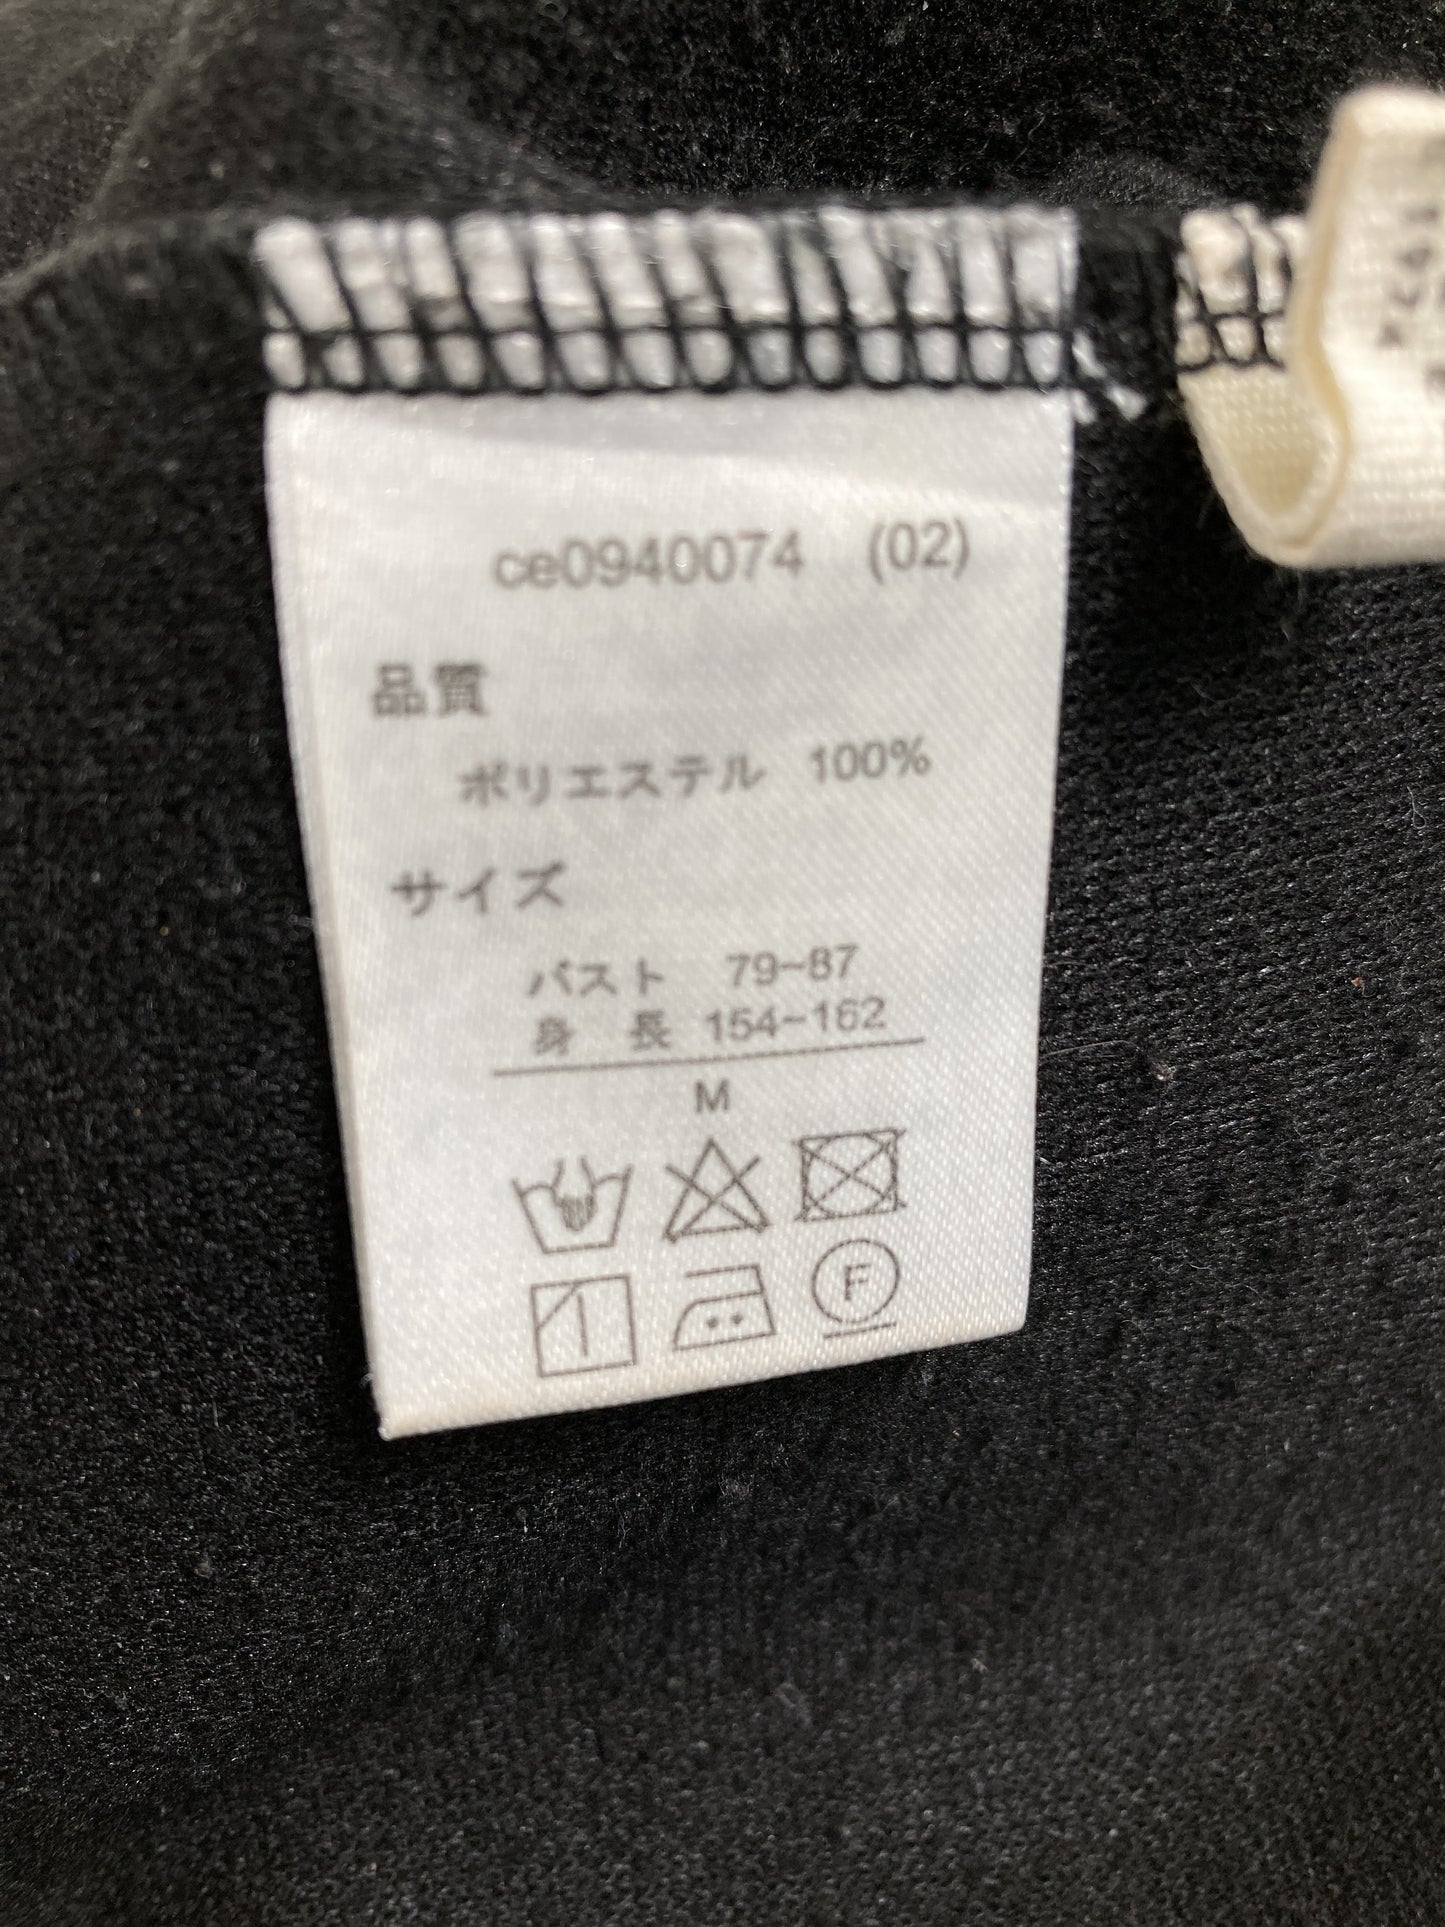 ce0940074 (02)
品質
ポリエステル 100%
サイズ
バスト 79-87
身 長 154-162
M
F